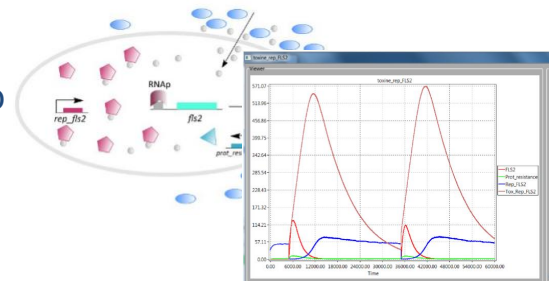 RNAp
rep_fls2
fls2
prot_res
toxine_rep_FLS2
Viewer
toxine_rep_FLS2
571.07
513.96
456.86
399.75
342.64
285.54
228.43
171.32
114.21
57.11
0.00
0.00 6000.00 12000.00 18000.00 24000.00 30000.00 36000.00 42000.00 48000.00 54000.00 60000.00
Time
FLS2
Prot_resistance
Rep_FLS2
Tox_Rep_FLS2